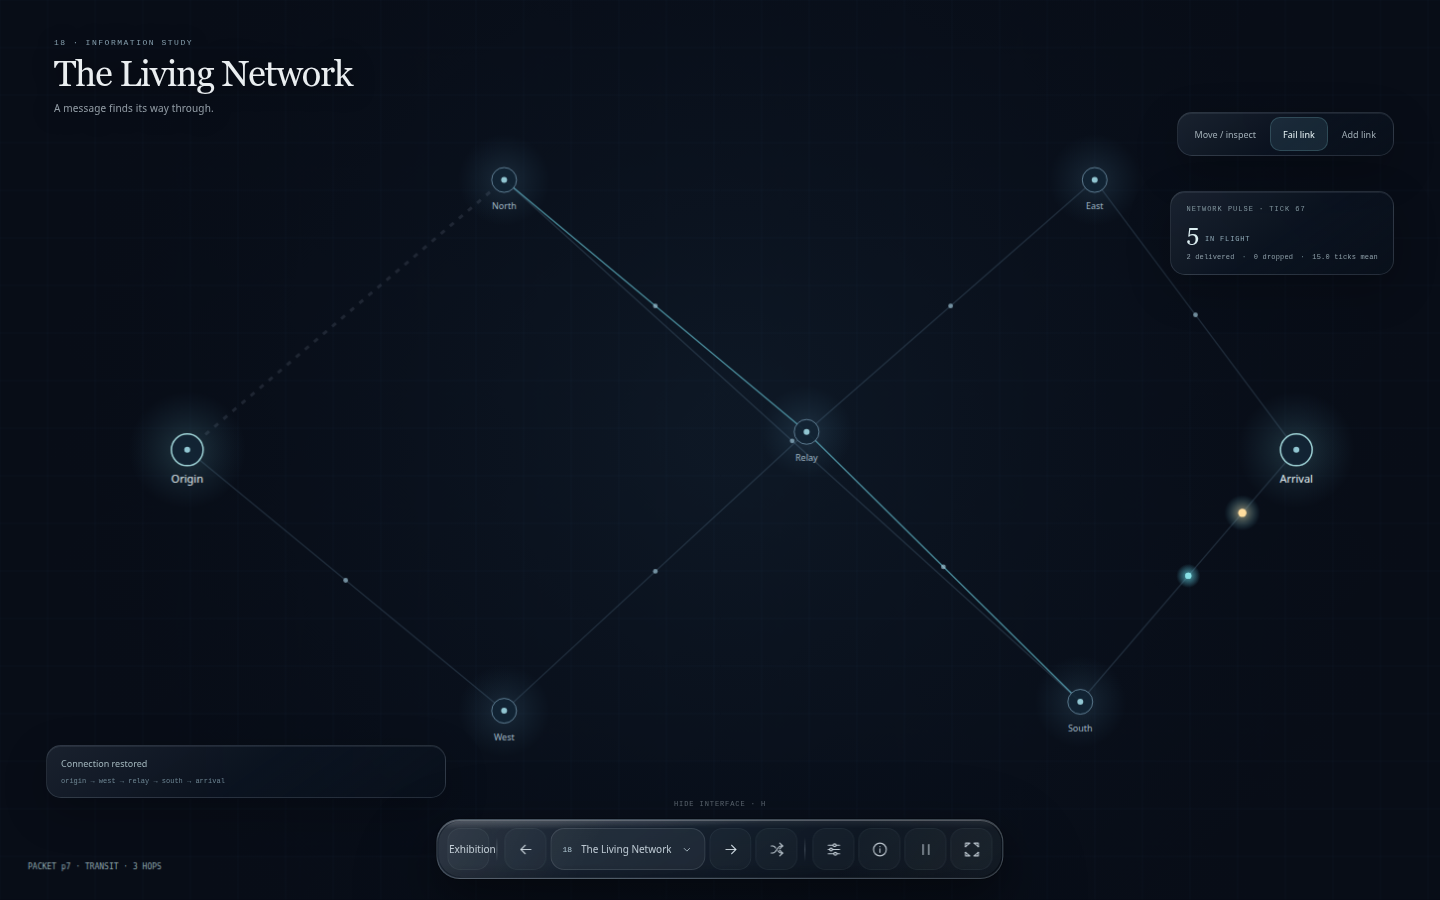 18 · INFORMATION STUDY
The Living Network
A message finds its way through.
Move / inspect
Fail link
Add link
NETWORK PULSE · TICK 67
5 IN FLIGHT
2 delivered · 0 dropped · 15.0 ticks mean
North
East
Relay
Origin
Arrival
West
South
Connection restored
origin → west → relay → south → arrival
HIDE INTERFACE · H
Exhibition
18 The Living Network
PACKET p7 · TRANSIT · 3 HOPS